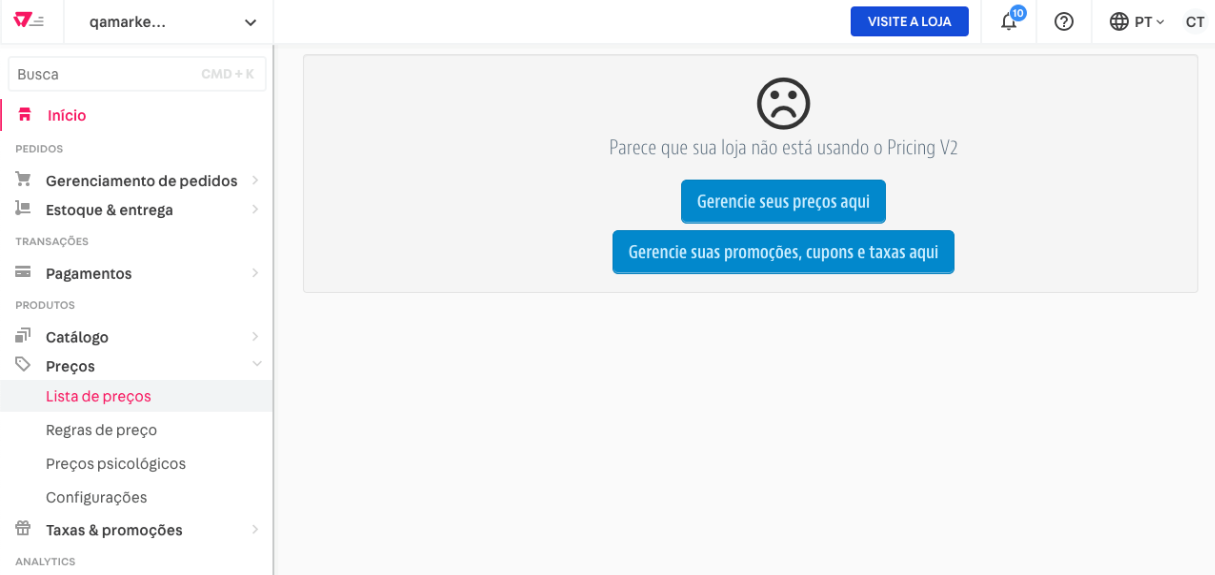 qamarke...
VISITE A LOJA
10
PT
CT
Busca
CMD + K
Início
PEDIDOS
Gerenciamento de pedidos
Estoque & entrega
TRANSAÇÕES
Pagamentos
PRODUTOS
Catálogo
Preços
Lista de preços
Regras de preço
Preços psicológicos
Configurações
Taxas & promoções
ANALYTICS
Parece que sua loja não está usando o Pricing V2
Gerencie seus preços aqui
Gerencie suas promoções, cupons e taxas aqui